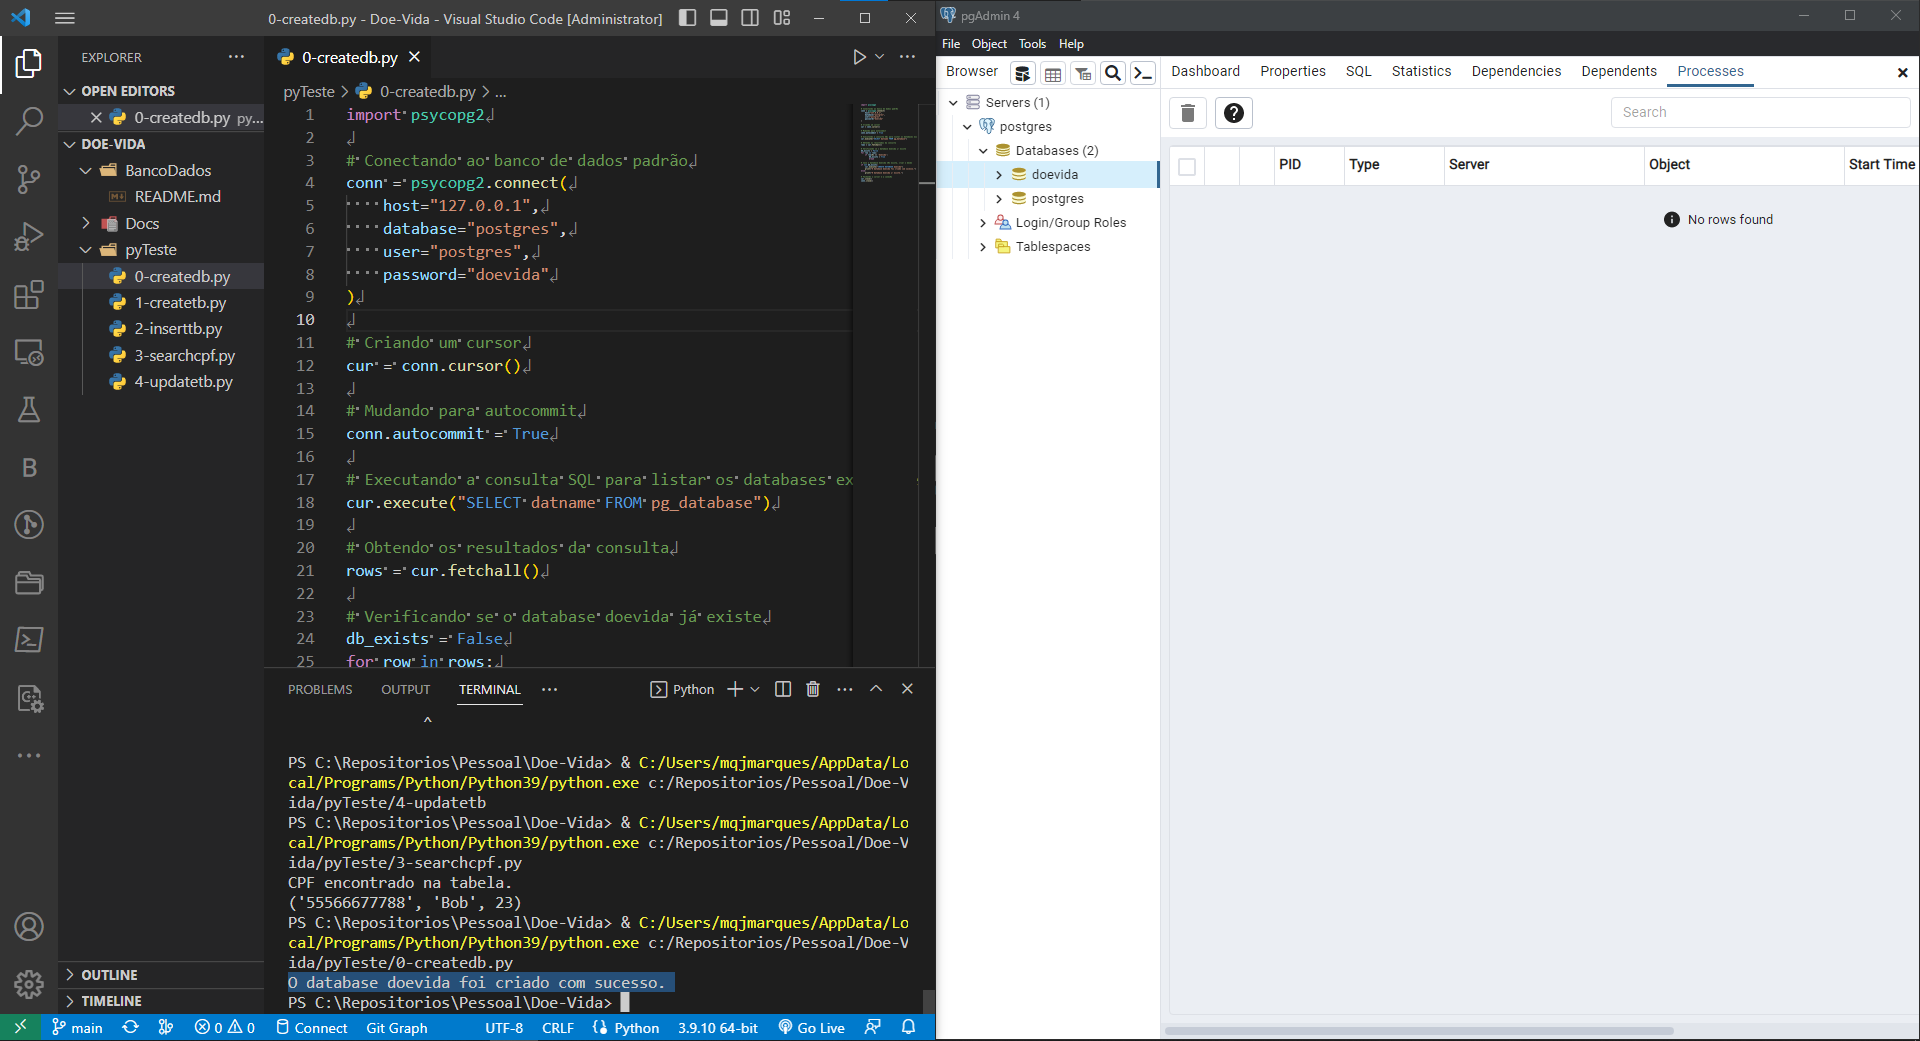 0-createdb.py - Doe-Vida - Visual Studio Code [Administrator]
EXPLORER
OPEN EDITORS
0-createdb.py py...
DOE-VIDA
BancoDados
README.md
Docs
pyTeste
0-createdb.py
1-createtb.py
2-inserttb.py
3-searchcpf.py
4-updatetb.py
OUTLINE
TIMELINE
0-createdb.py
pyTeste > 0-createdb.py > ...
1 import psycopg2
2
3 # Conectando ao banco de dados padrão
4 conn = psycopg2.connect(
5 host="127.0.0.1",
6 database="postgres",
7 user="postgres",
8 password="doevida"
9 )
10
11 # Criando um cursor
12 cur = conn.cursor()
13
14 # Mudando para autocommit
15 conn.autocommit = True
16
17 # Executando a consulta SQL para listar os databases ex
18 cur.execute("SELECT datname FROM pg_database")
19
20 # Obtendo os resultados da consulta
21 rows = cur.fetchall()
22
23 # Verificando se o database doevida já existe
24 db_exists = False
25 for row in rows:
PROBLEMS OUTPUT TERMINAL ... Python
^
PS C:\Repositorios\Pessoal\Doe-Vida> & C:/Users/mqjmarques/AppData/Lo
cal/Programs/Python/Python39/python.exe c:/Repositorios/Pessoal/Doe-V
ida/pyTeste/4-updatetb
PS C:\Repositorios\Pessoal\Doe-Vida> & C:/Users/mqjmarques/AppData/Lo
cal/Programs/Python/Python39/python.exe c:/Repositorios/Pessoal/Doe-V
ida/pyTeste/3-searchcpf.py
CPF encontrado na tabela.
('55566677788', 'Bob', 23)
PS C:\Repositorios\Pessoal\Doe-Vida> & C:/Users/mqjmarques/AppData/Lo
cal/Programs/Python/Python39/python.exe c:/Repositorios/Pessoal/Doe-V
ida/pyTeste/0-createdb.py
O database doevida foi criado com sucesso.
PS C:\Repositorios\Pessoal\Doe-Vida>
main 0 0 Connect Git Graph UTF-8 CRLF Python 3.9.10 64-bit Go Live
pgAdmin 4
File Object Tools Help
Browser
Dashboard Properties SQL Statistics Dependencies Dependents Processes
Servers (1)
postgres
Databases (2)
doevida
postgres
Login/Group Roles
Tablespaces
Search
PID Type Server Object Start Time
No rows found